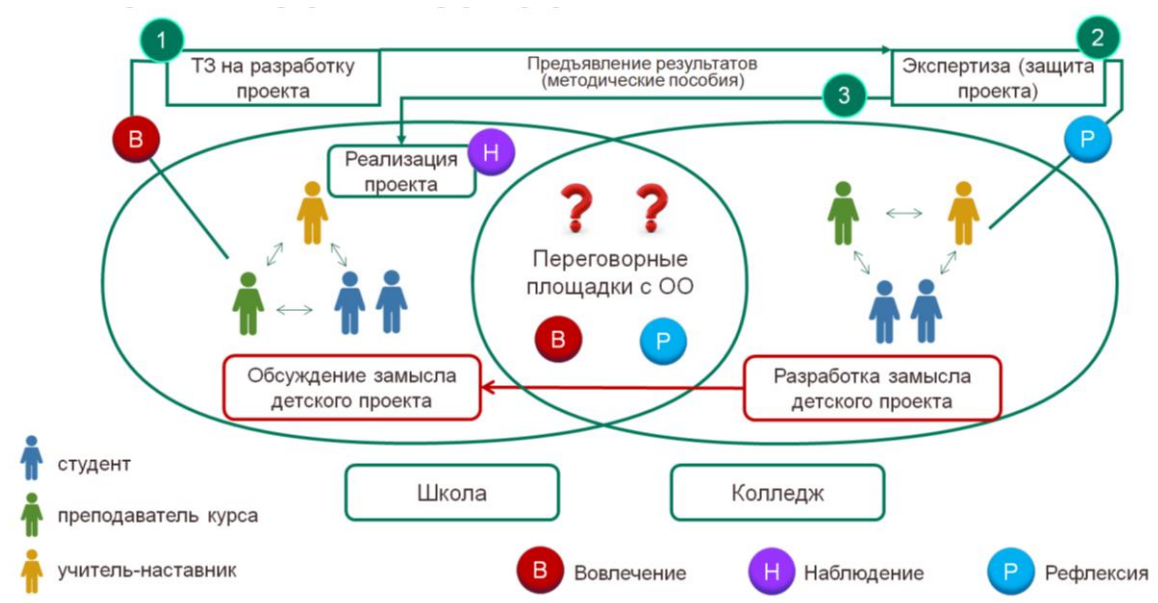 1
ТЗ на разработку
проекта
Предъявление результатов
(методические пособия)
2
Экспертиза (защита
проекта)
3
В
Р
Реализация
проекта
Н
? ?
Переговорные
площадки с ОО
В
Р
Обсуждение замысла
детского проекта
Разработка замысла
детского проекта
студент
преподаватель курса
учитель-наставник
Школа
Колледж
В Вовлечение
Н Наблюдение
Р Рефлексия